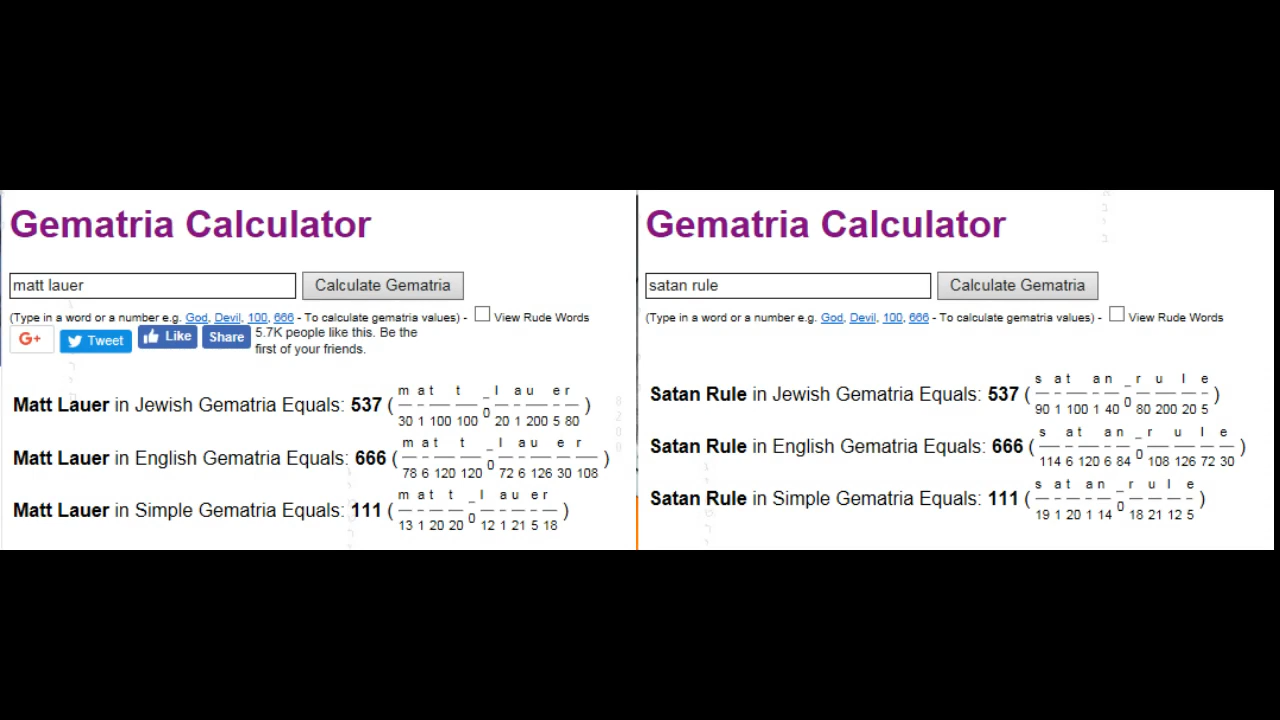 Gematria Calculator
matt lauer
Calculate Gematria
(Type in a word or a number e.g. God, Devil, 100, 666 - To calculate gematria values) - View Rude Words
G+ Tweet Like Share 5.7K people like this. Be the
first of your friends.
Matt Lauer in Jewish Gematria Equals: 537 ( m a t t _ l a u e r
30 1 100 100 0 20 1 200 5 80 )
Matt Lauer in English Gematria Equals: 666 ( m a t t _ l a u e r
78 6 120 120 0 72 6 126 30 108 )
Matt Lauer in Simple Gematria Equals: 111 ( m a t t _ l a u e r
13 1 20 20 0 12 1 21 5 18 )
Gematria Calculator
satan rule
Calculate Gematria
(Type in a word or a number e.g. God, Devil, 100, 666 - To calculate gematria values) - View Rude Words
Satan Rule in Jewish Gematria Equals: 537 ( s a t a n _ r u l e
90 1 100 1 40 0 80 200 20 5 )
Satan Rule in English Gematria Equals: 666 ( s a t a n _ r u l e
114 6 120 6 84 0 108 126 72 30 )
Satan Rule in Simple Gematria Equals: 111 ( s a t a n _ r u l e
19 1 20 1 14 0 18 21 12 5 )